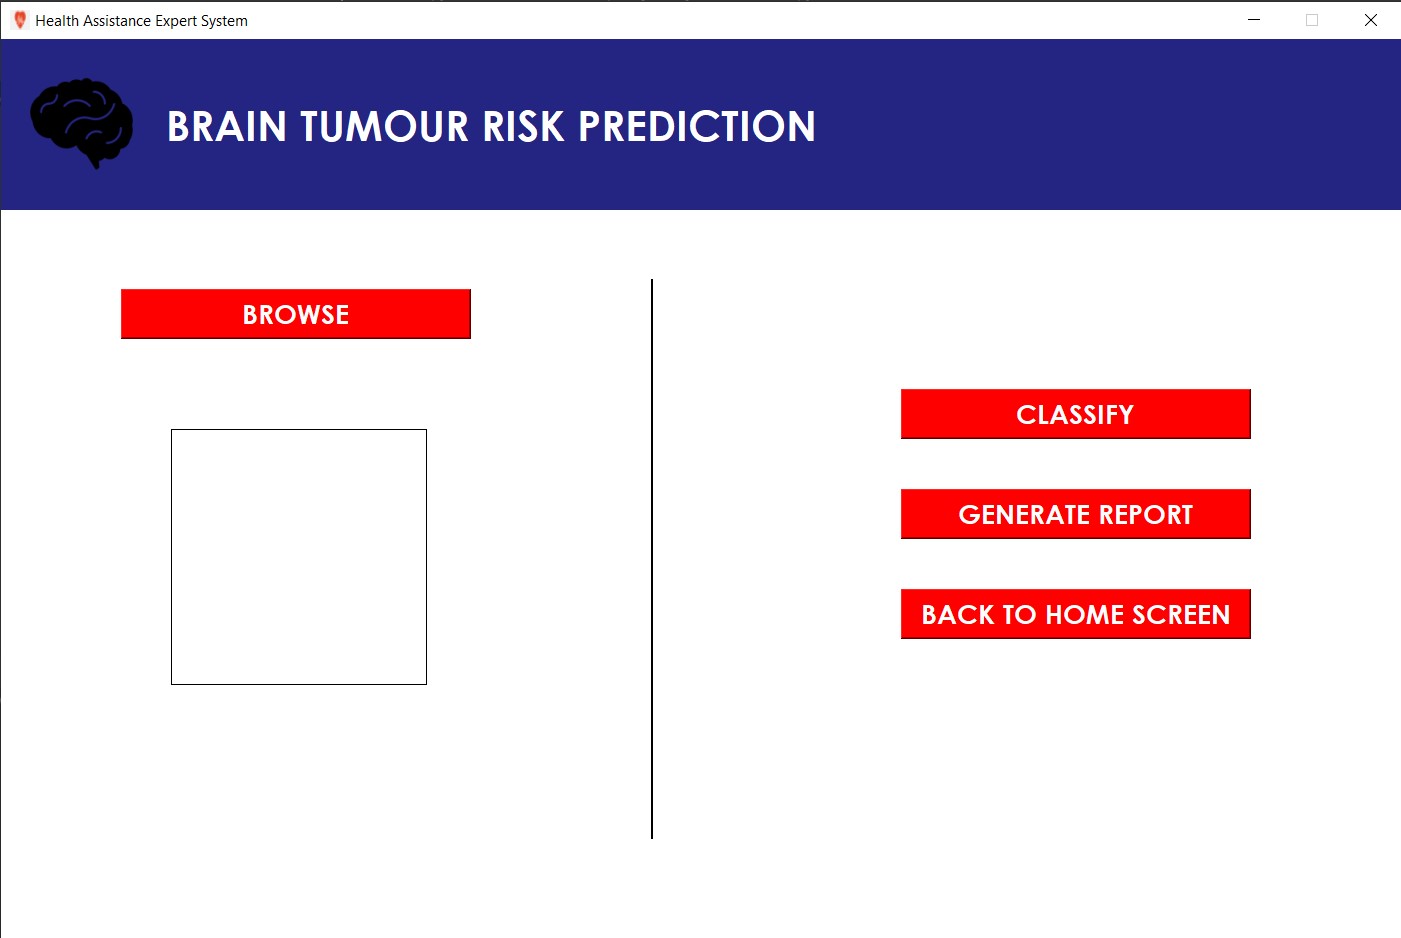 Health Assistance Expert System
BRAIN TUMOUR RISK PREDICTION
BROWSE
CLASSIFY
GENERATE REPORT
BACK TO HOME SCREEN